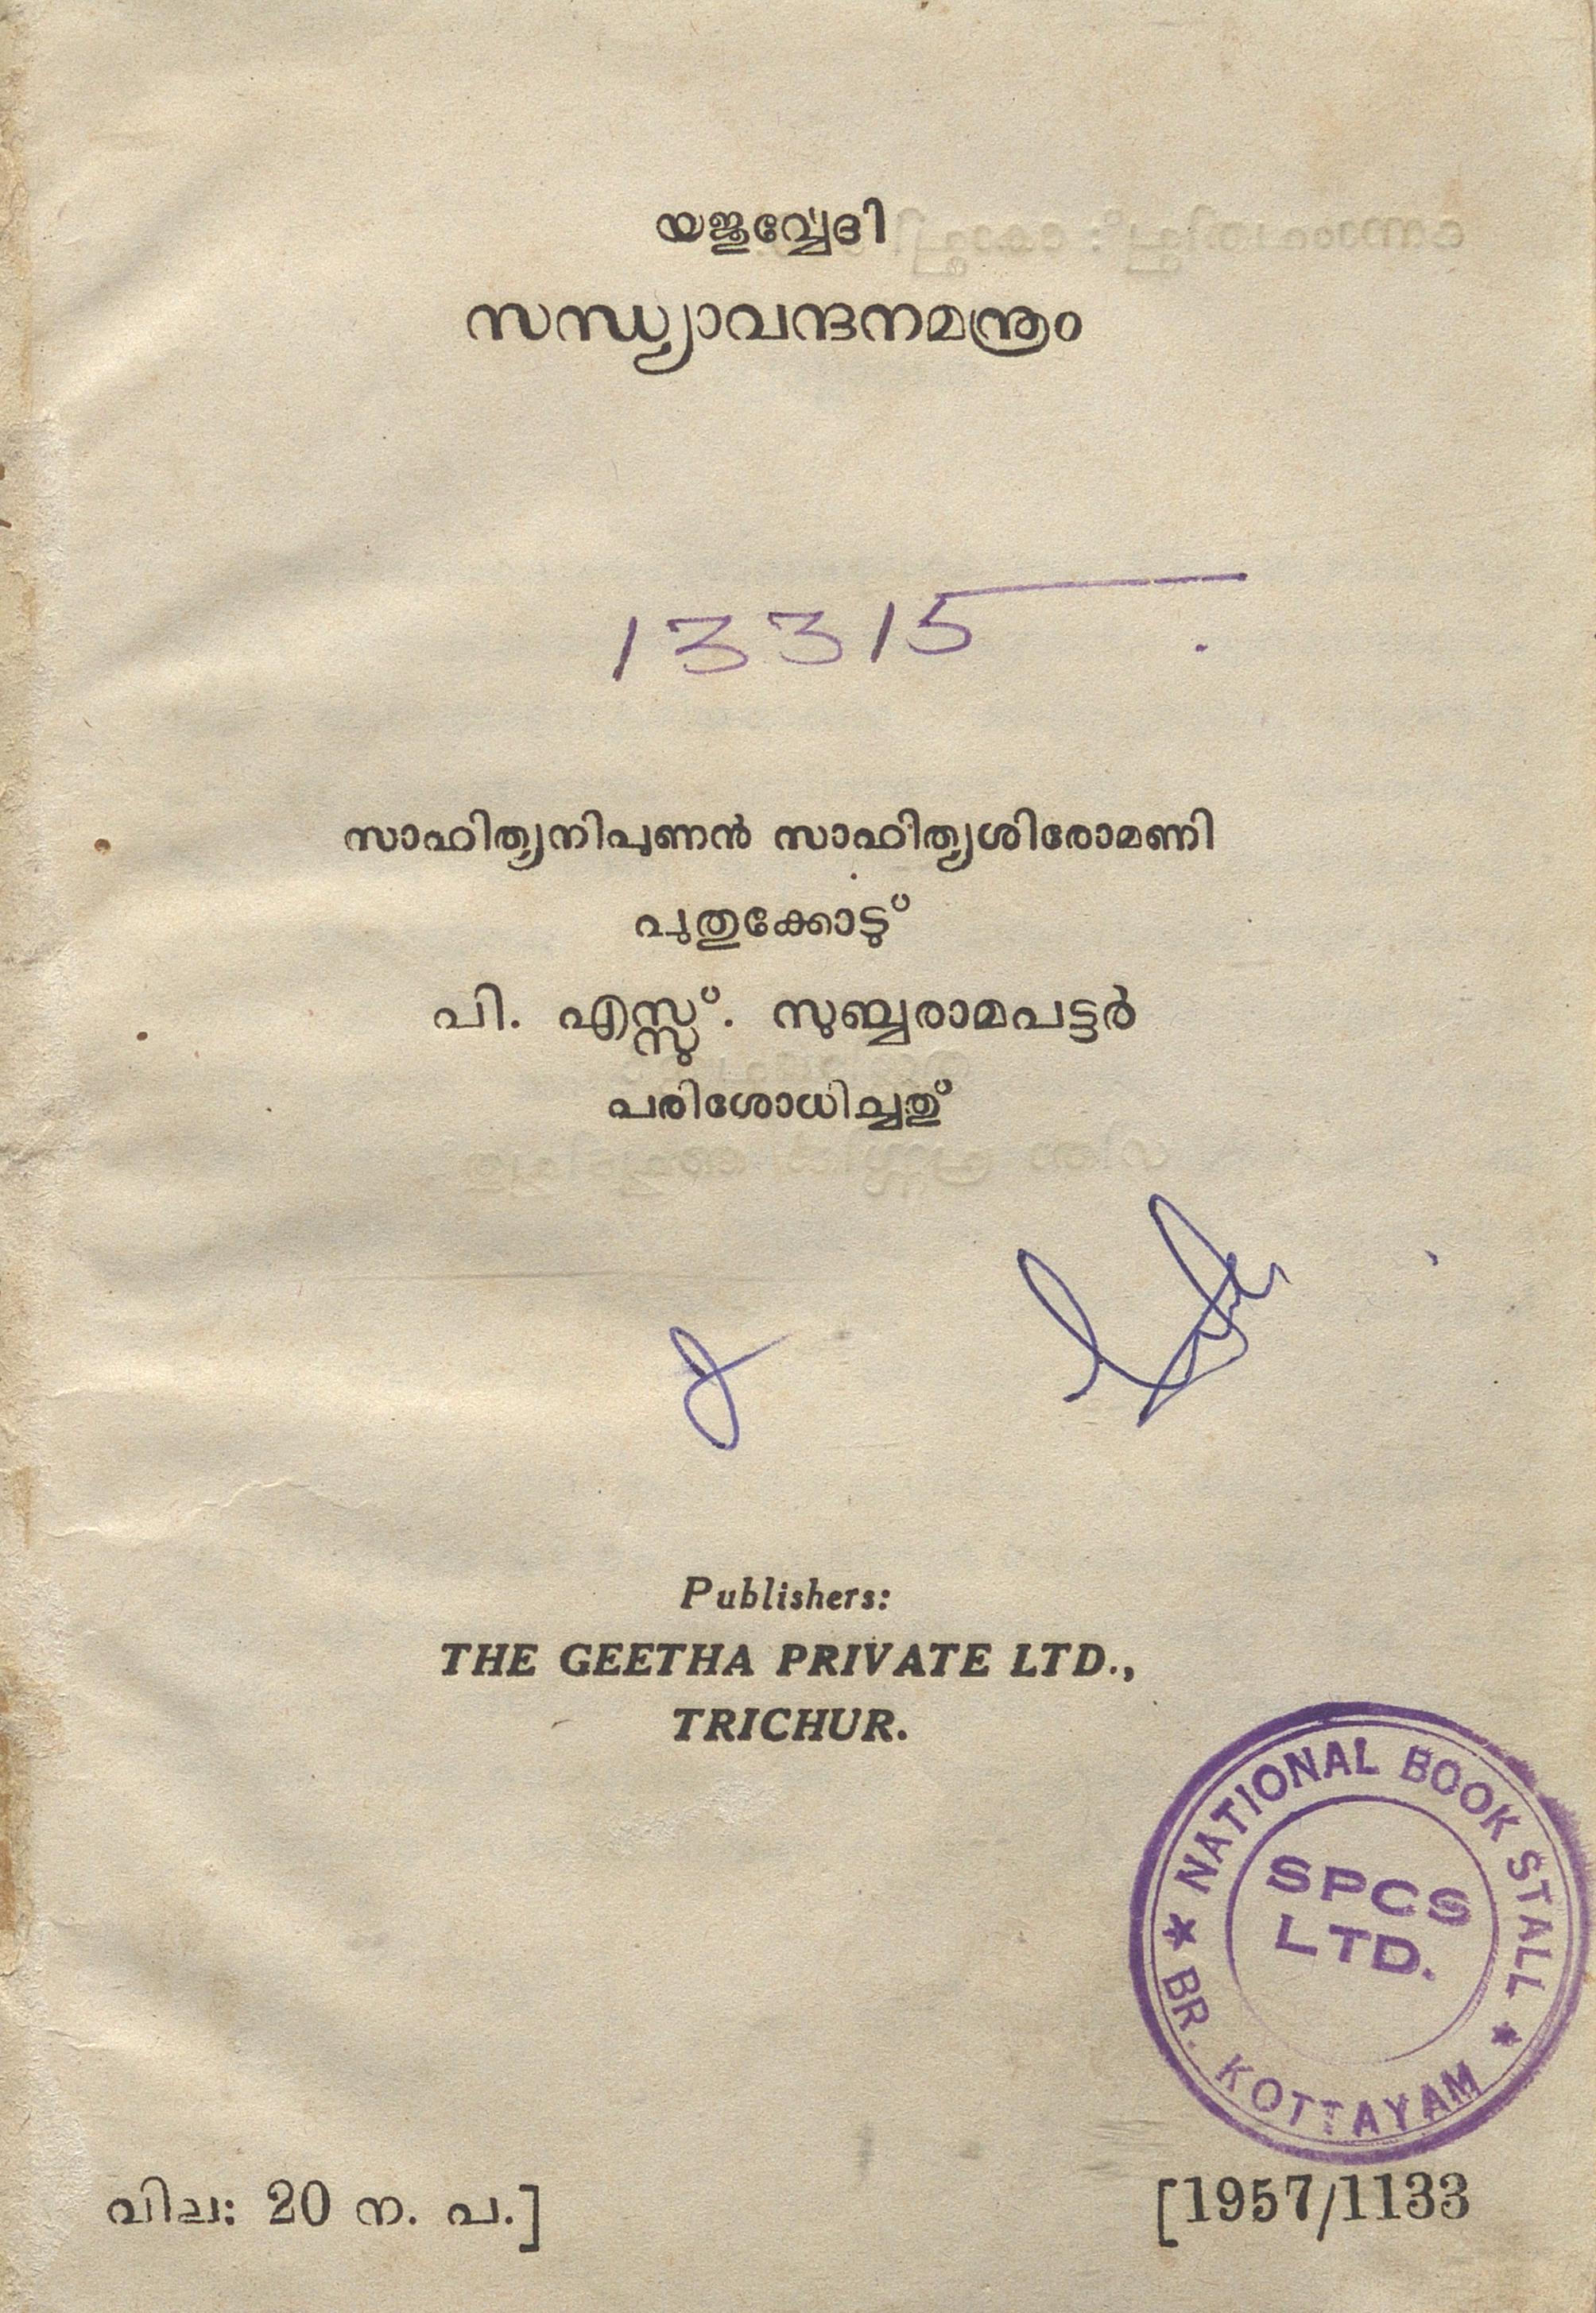 യജുൎവ്വേദി
സന്ധ്യാവന്ദനമന്ത്രം
13315
സാഹിത്യനിപുണൻ സാഹിത്യശിരോമണി
പുതുക്കോടു്
പി. എസ്സു്. സുബ്ബരാമപട്ടർ
പരിശോധിച്ചതു്
Publishers:
THE GEETHA PRIVATE LTD.,
TRICHUR.
★ NATIONAL BOOK STALL ★
SPCS
LTD.
BR. KOTTAYAM
വില: 20 ന. പ.]
[1957/1133